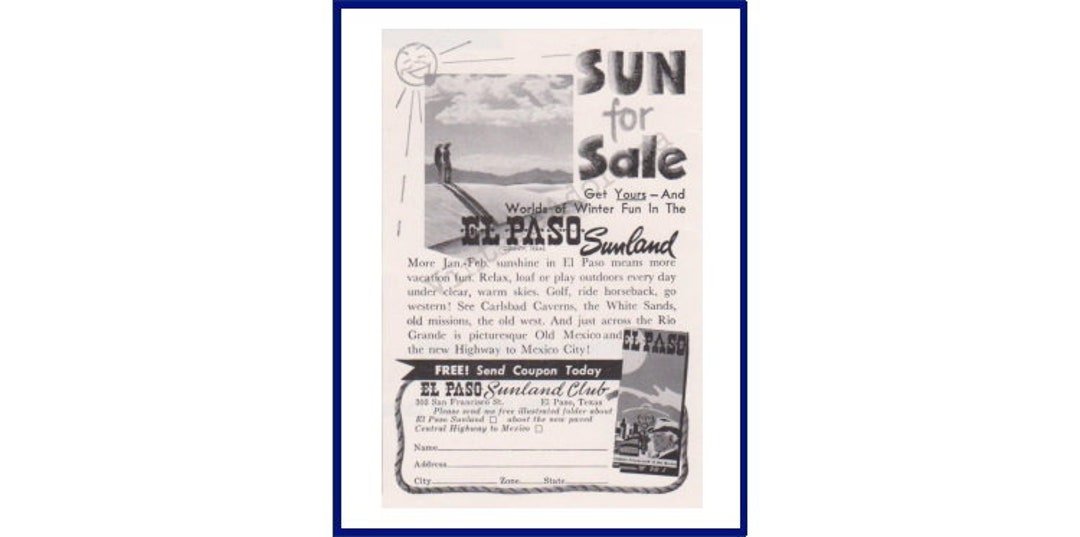 SUN
for
Sale
Get Yours – And
Worlds of Winter Fun In The
EL PASO Sunland
COUNTY, TEXAS
More Jan.-Feb. sunshine in El Paso means more
vacation fun. Relax, loaf or play outdoors every day
under clear, warm skies. Golf, ride horseback, go
western! See Carlsbad Caverns, the White Sands,
old missions, the old west. And just across the Rio
Grande is picturesque Old Mexico and
the new Highway to Mexico City!
EL PASO
FREE! Send Coupon Today
EL PASO Sunland Club
San Francisco St. El Paso, Texas
Please send me free illustrated folder about
El Paso Sunland □ about the new paved
Central Highway to Mexico □
Name
Address
City Zone State